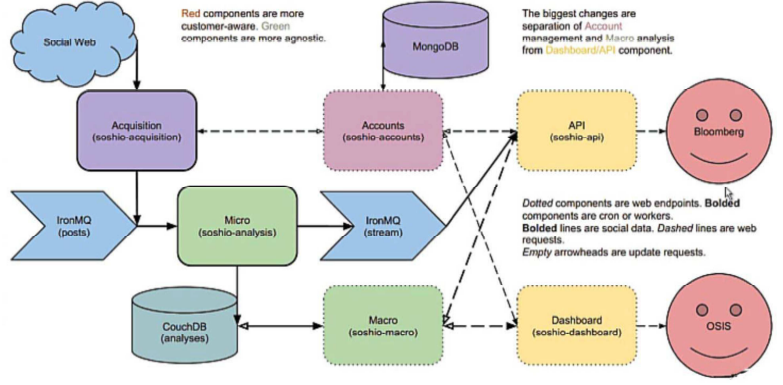 Social Web
Red components are more
customer-aware. Green
components are more agnostic.
MongoDB
The biggest changes are
separation of Account
management and Macro analysis
from Dashboard/API component.
Acquisition
(soshio-acquisition)
Accounts
(soshio-accounts)
API
(soshio-api)
Bloomberg
IronMQ
(posts)
Micro
(soshio-analysis)
IronMQ
(stream)
Dotted components are web endpoints. Bolded
components are cron or workers.
Bolded lines are social data. Dashed lines are web
requests.
Empty arrowheads are update requests.
CouchDB
(analyses)
Macro
(soshio-macro)
Dashboard
(soshio-dashboard)
OSIS